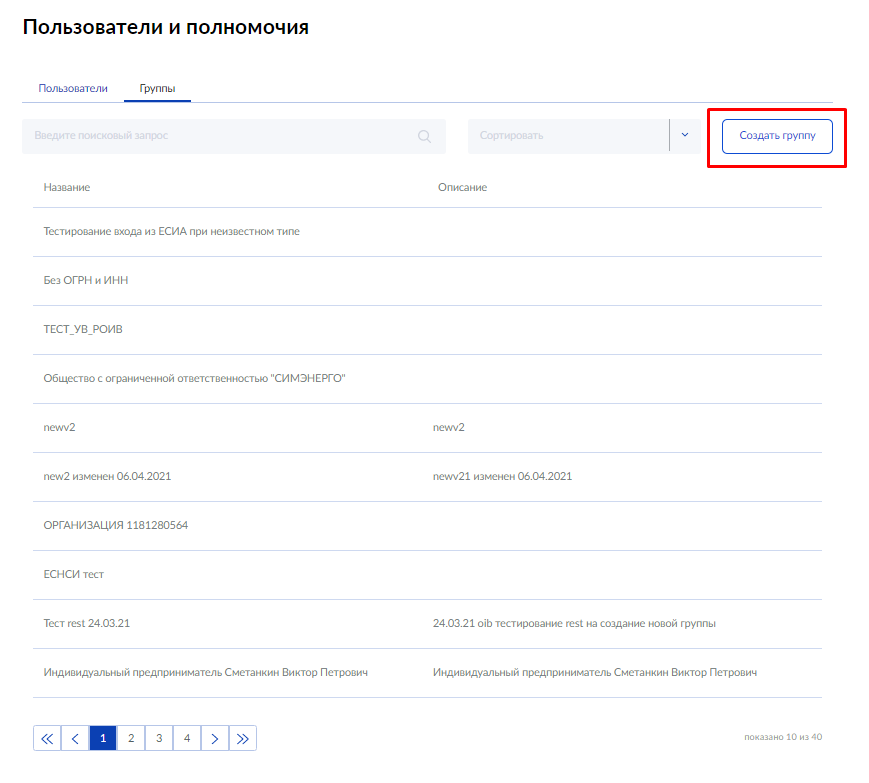 Пользователи и полномочия
Пользователи Группы
Введите поисковый запрос Сортировать Создать группу
Название Описание
Тестирование входа из ЕСИА при неизвестном типе
Без ОГРН и ИНН
ТЕСТ_УВ_РОИВ
Общество с ограниченной ответственностью "СИМЭНЕРГО"
newv2 newv2
new2 изменен 06.04.2021 newv21 изменен 06.04.2021
ОРГАНИЗАЦИЯ 1181280564
ЕСНСИ тест
Тест rest 24.03.21 24.03.21 oib тестирование rest на создание новой группы
Индивидуальный предприниматель Сметанкин Виктор Петрович Индивидуальный предприниматель Сметанкин Виктор Петрович
1 2 3 4 показано 10 из 40